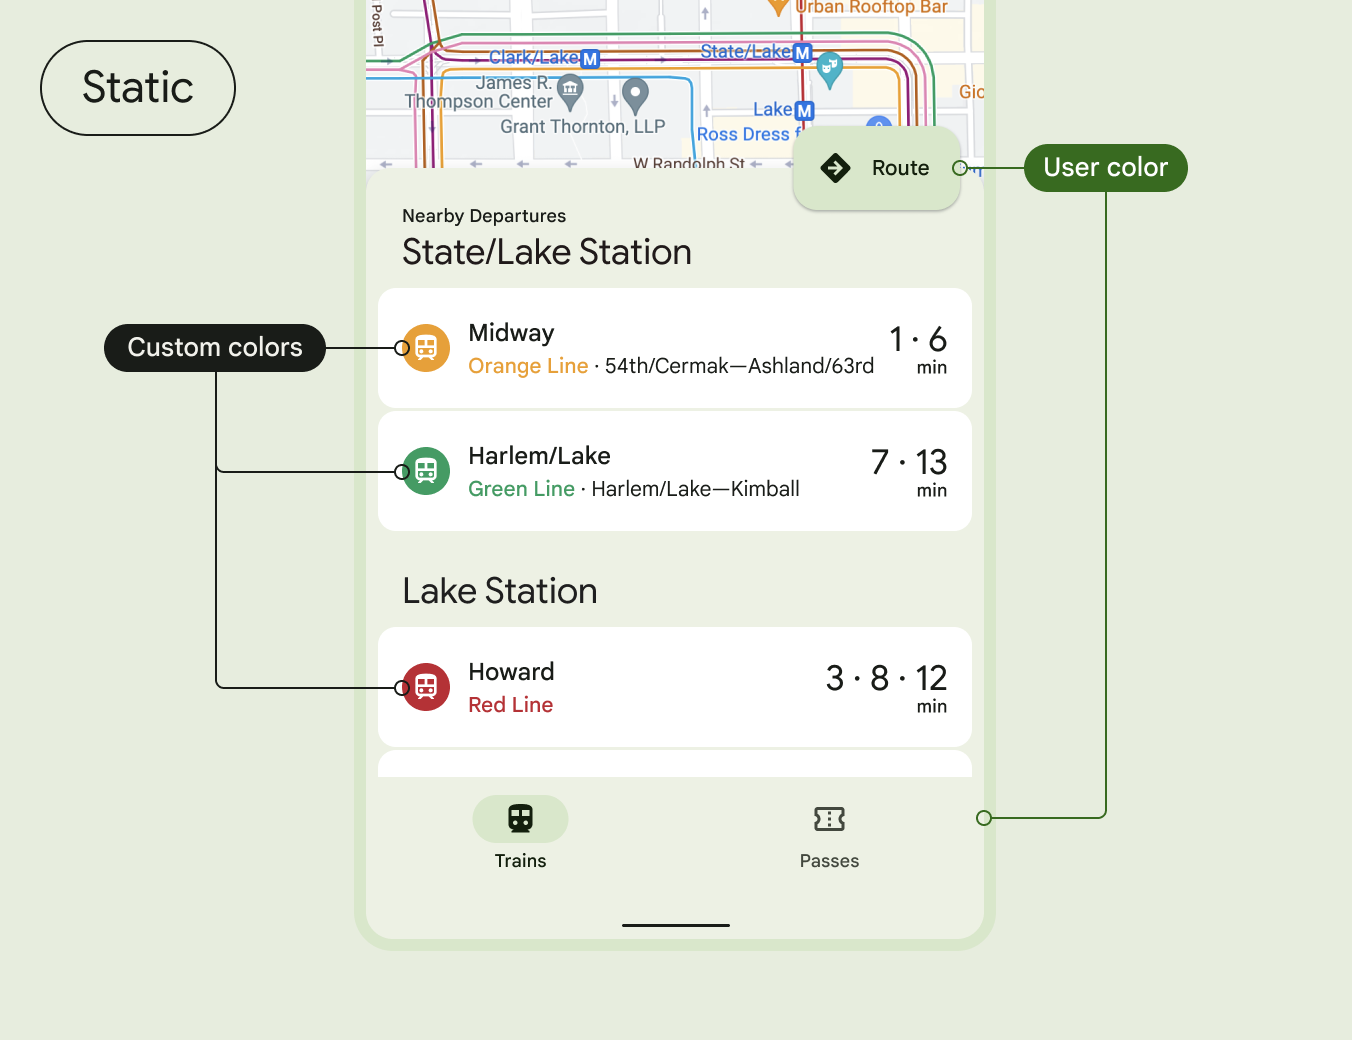 Static
Post Pl
Urban Rooftop Bar
Clark/Lake M
State/Lake M
James R.
Thompson Center
Grant Thornton, LLP
Lake M
Gio
Ross Dress f
W Randolph St
Route
User color
Nearby Departures
State/Lake Station
Custom colors
Midway
Orange Line · 54th/Cermak—Ashland/63rd
1 · 6
min
Harlem/Lake
Green Line · Harlem/Lake—Kimball
7 · 13
min
Lake Station
Howard
Red Line
3 · 8 · 12
min
Trains
Passes